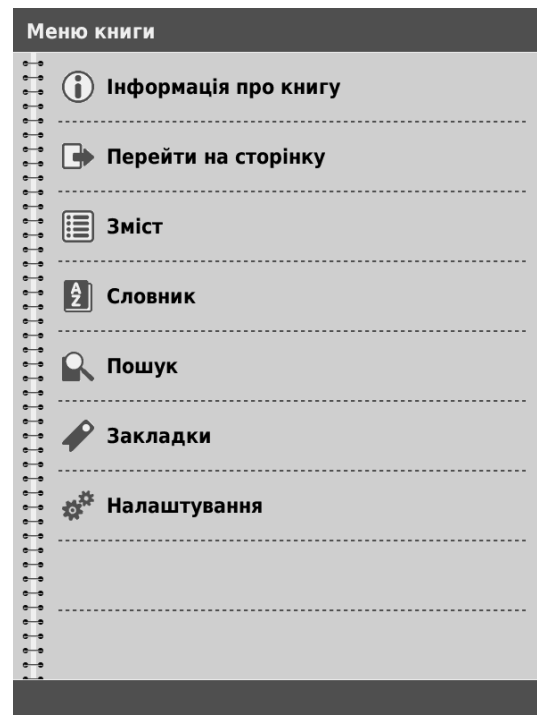 Меню книги
Інформація про книгу
Перейти на сторінку
Зміст
A
Z
Словник
Пошук
Закладки
Налаштування